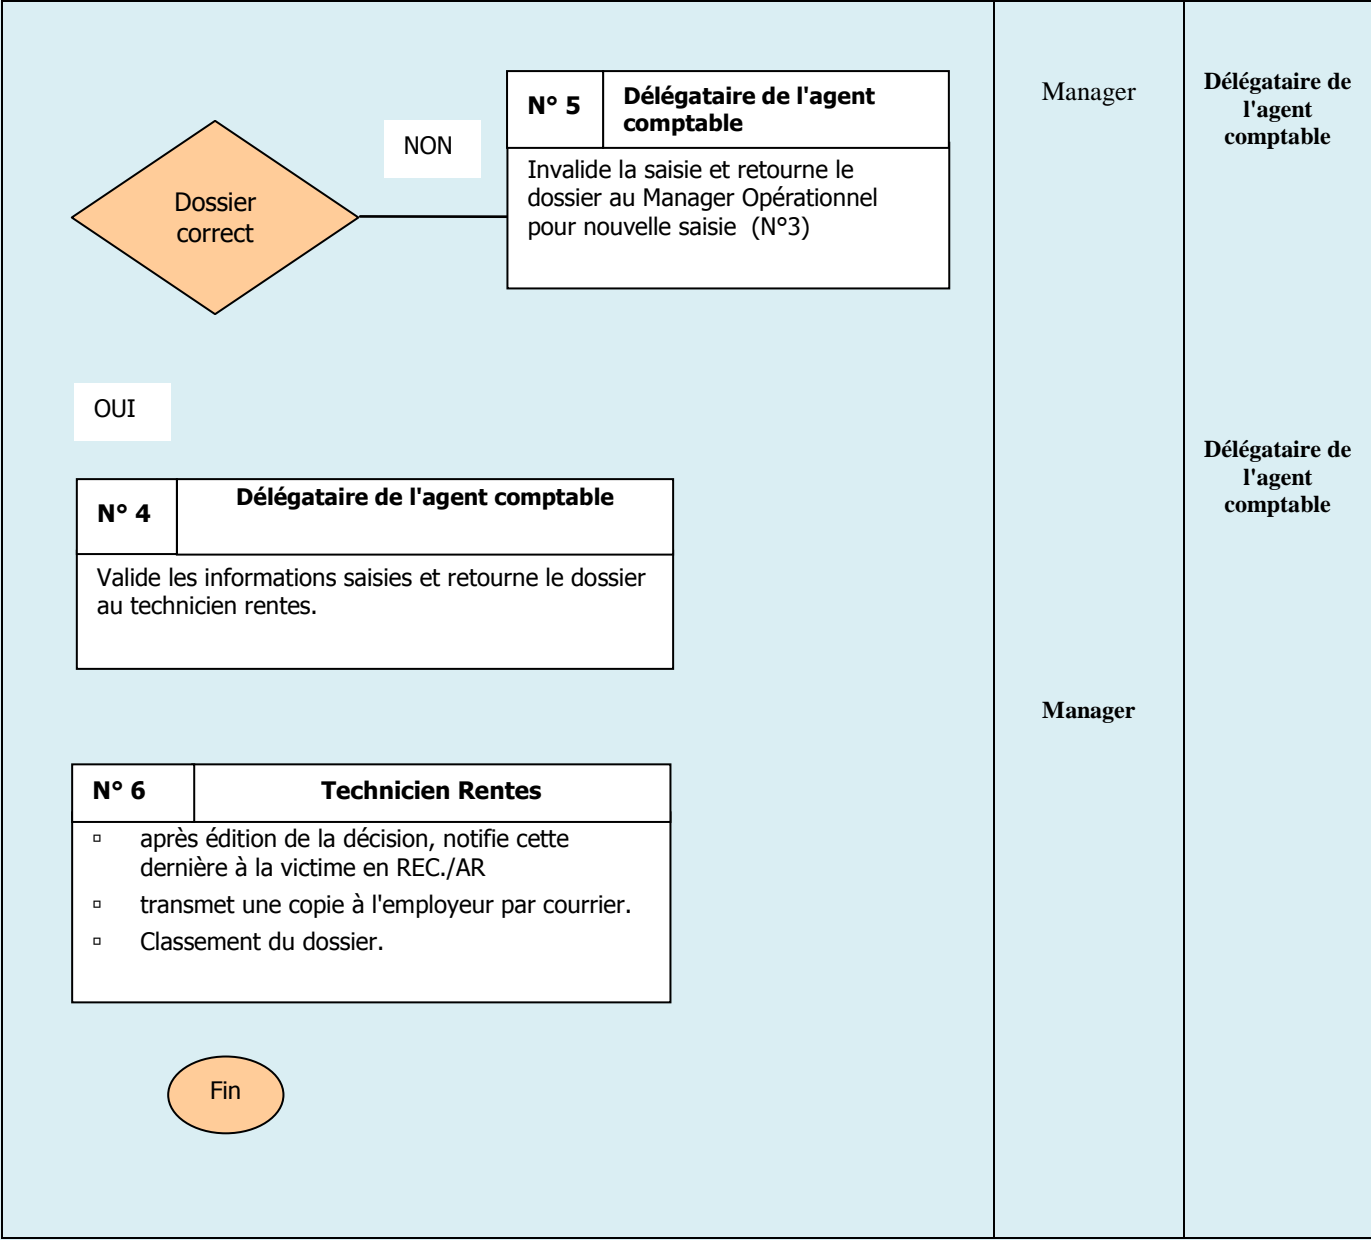 N° 5
Délégataire de l'agent
comptable
Manager
Délégataire de
l'agent
comptable
NON
Invalide la saisie et retourne le
dossier au Manager Opérationnel
pour nouvelle saisie (N°3)
Dossier
correct
OUI
Délégataire de
l'agent
comptable
N° 4
Délégataire de l'agent comptable
Valide les informations saisies et retourne le dossier
au technicien rentes.
Manager
N° 6
Technicien Rentes
▫ après édition de la décision, notifie cette
dernière à la victime en REC./AR
▫ transmet une copie à l'employeur par courrier.
▫ Classement du dossier.
Fin